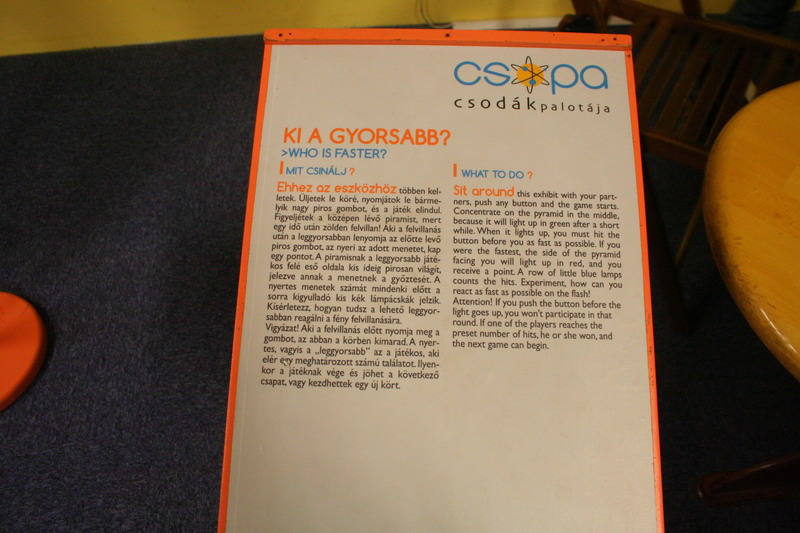 csopa
csodákpalotája
KI A GYORSABB?
>WHO IS FASTER?
MIT CSINÁLJ?
Ehhez az eszközhöz többen kel-
letek. Üljetek le köré, nyomjátok le bárme-
lyik nagy piros gombot, és a játék elindul.
Figyeljétek a középen lévő piramist, mert
egy idő után zölden felvillan! Aki a felvillanás
után a leggyorsabban lenyomja az előtte levő
piros gombot, az nyeri az adott menetet, kap
egy pontot. A piramisnak a leggyorsabb játé-
kos felé eső oldala kis ideig pirosan világít,
jelezve annak a menetnek a győztesét. A
nyertes menetek számát mindenki előtt a
sorra kigyulladó kis kék lámpácskák jelzik.
Kísérletezz, hogyan tudsz a lehető leggyor-
sabban reagálni a fény felvillanására.
Vigyázat! Aki a felvillanás előtt nyomja meg a
gombot, az abban a körben kimarad. A nyer-
tes, vagyis a „leggyorsabb” az a játékos, aki
elér egy meghatározott számú találatot. Ilyen-
kor a játéknak vége és jöhet a következő
csapat, vagy kezdhettek egy új kört.
WHAT TO DO?
Sit around this exhibit with your part-
ners, push any button and the game starts.
Concentrate on the pyramid in the middle,
because it will light up in green after a short
while. When it lights up, you must hit the
button before you as fast as possible. If you
were the fastest, the side of the pyramid
facing you will light up in red, and you
receive a point. A row of little blue lamps
counts the hits. Experiment, how can you
react as fast as possible on the flash!
Attention! If you push the button before the
light goes up, you won't participate in that
round. If one of the players reaches the
preset number of hits, he or she won, and
the next game can begin.